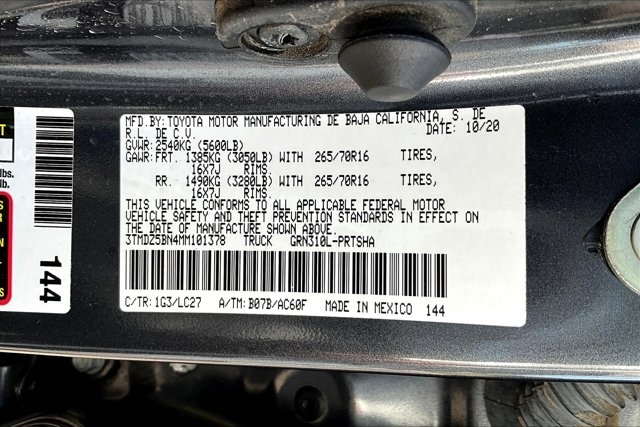 MFD.BY:TOYOTA MOTOR MANUFACTURING DE BAJA CALIFORNIA, S. DE
R.L. DE C.V. DATE: 10/20
GVWR:2540KG (5600LB)
GAWR:FRT. 1385KG (3050LB) WITH 265/70R16 TIRES,
16X7J RIMS.
RR. 1490KG (3280LB) WITH 265/70R16 TIRES,
16X7J RIMS.
THIS VEHICLE CONFORMS TO ALL APPLICABLE FEDERAL MOTOR
VEHICLE SAFETY AND THEFT PREVENTION STANDARDS IN EFFECT ON
THE DATE OF MANUFACTURE SHOWN ABOVE.
3TMDZ5BN4MM101378 TRUCK GRN310L-PRTSHA
C/TR:1G3/LC27 A/TM:B07B/AC60F MADE IN MEXICO 144
lbs.
lb.
144